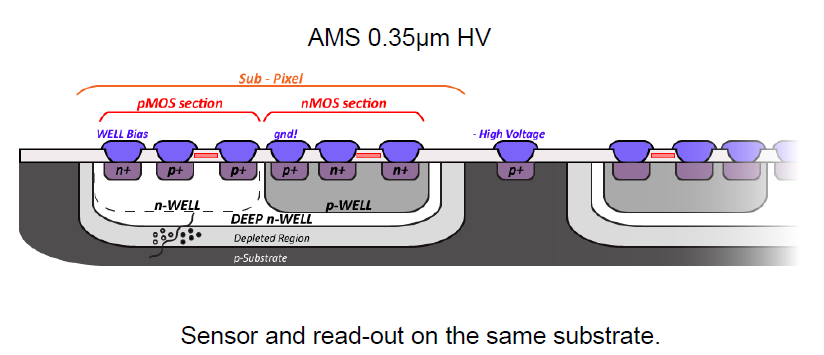 AMS 0.35µm HV
Sub - Pixel
pMOS section nMOS section
WELL Bias gnd! - High Voltage
n+ p+ p+ p+ n+ n+ p+
n-WELL p-WELL
DEEP n-WELL
Depleted Region
p-Substrate
Sensor and read-out on the same substrate.